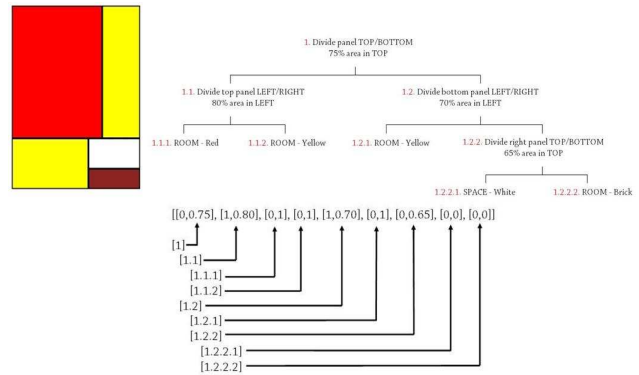 1. Divide panel TOP/BOTTOM
75% area in TOP
1.1. Divide top panel LEFT/RIGHT
80% area in LEFT
1.2. Divide bottom panel LEFT/RIGHT
70% area in LEFT
1.1.1. ROOM - Red
1.1.2. ROOM - Yellow
1.2.1. ROOM - Yellow
1.2.2. Divide right panel TOP/BOTTOM
65% area in TOP
1.2.2.1. SPACE - White
1.2.2.2. ROOM - Brick
[[0,0.75], [1,0.80], [0,1], [0,1], [1,0.70], [0,1], [0,0.65], [0,0], [0,0]]
[1]
[1.1]
[1.1.1]
[1.1.2]
[1.2]
[1.2.1]
[1.2.2]
[1.2.2.1]
[1.2.2.2]